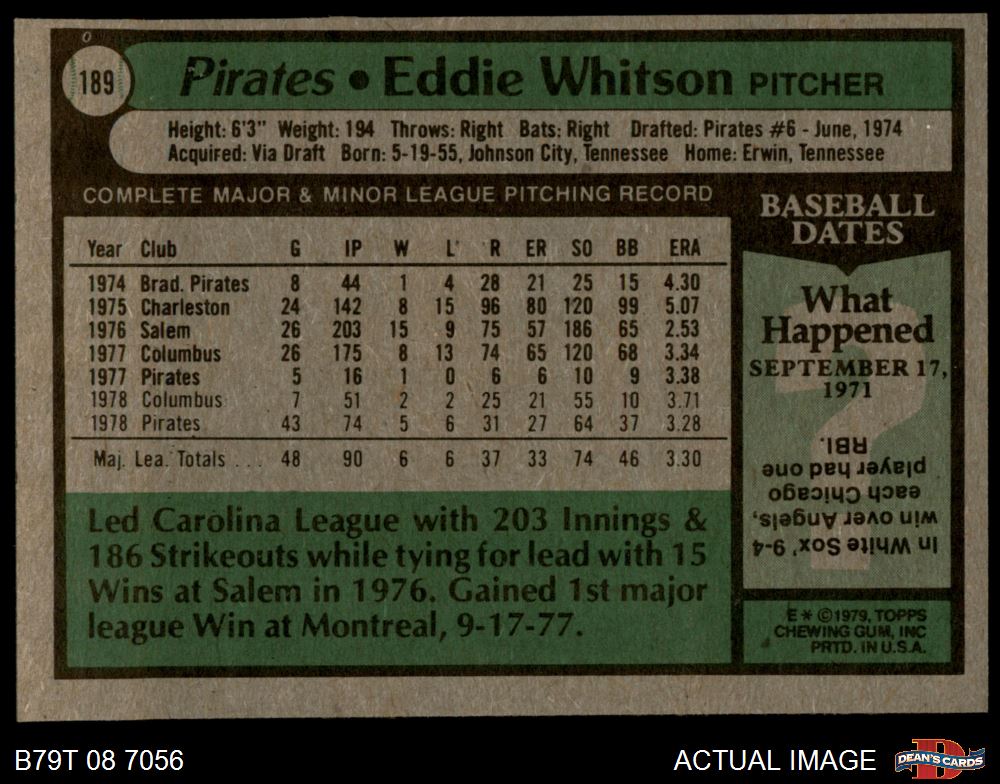 189
Pirates • Eddie Whitson PITCHER
Height: 6'3" Weight: 194 Throws: Right Bats: Right Drafted: Pirates #6 - June, 1974
Acquired: Via Draft Born: 5-19-55, Johnson City, Tennessee Home: Erwin, Tennessee
COMPLETE MAJOR & MINOR LEAGUE PITCHING RECORD
Year Club G IP W L R ER SO BB ERA
1974 Brad. Pirates 8 44 1 4 28 21 25 15 4.30
1975 Charleston 24 142 8 15 96 80 120 99 5.07
1976 Salem 26 203 15 9 75 57 186 65 2.53
1977 Columbus 26 175 8 13 74 65 120 68 3.34
1977 Pirates 5 16 1 0 6 6 10 9 3.38
1978 Columbus 7 51 2 2 25 21 55 10 3.71
1978 Pirates 43 74 5 6 31 27 64 37 3.28
Maj. Lea. Totals ... 48 90 6 6 37 33 74 46 3.30
Led Carolina League with 203 Innings &
186 Strikeouts while tying for lead with 15
Wins at Salem in 1976. Gained 1st major
league Win at Montreal, 9-17-77.
BASEBALL
DATES
What
Happened
SEPTEMBER 17,
1971
In White Sox' 9-4
win over Angels,
each Chicago
player had one
RBI.
E * ©1979, TOPPS
CHEWING GUM, INC
PRTD. IN U.S.A.
B79T 08 7056
ACTUAL IMAGE
D
DEAN'S CARDS